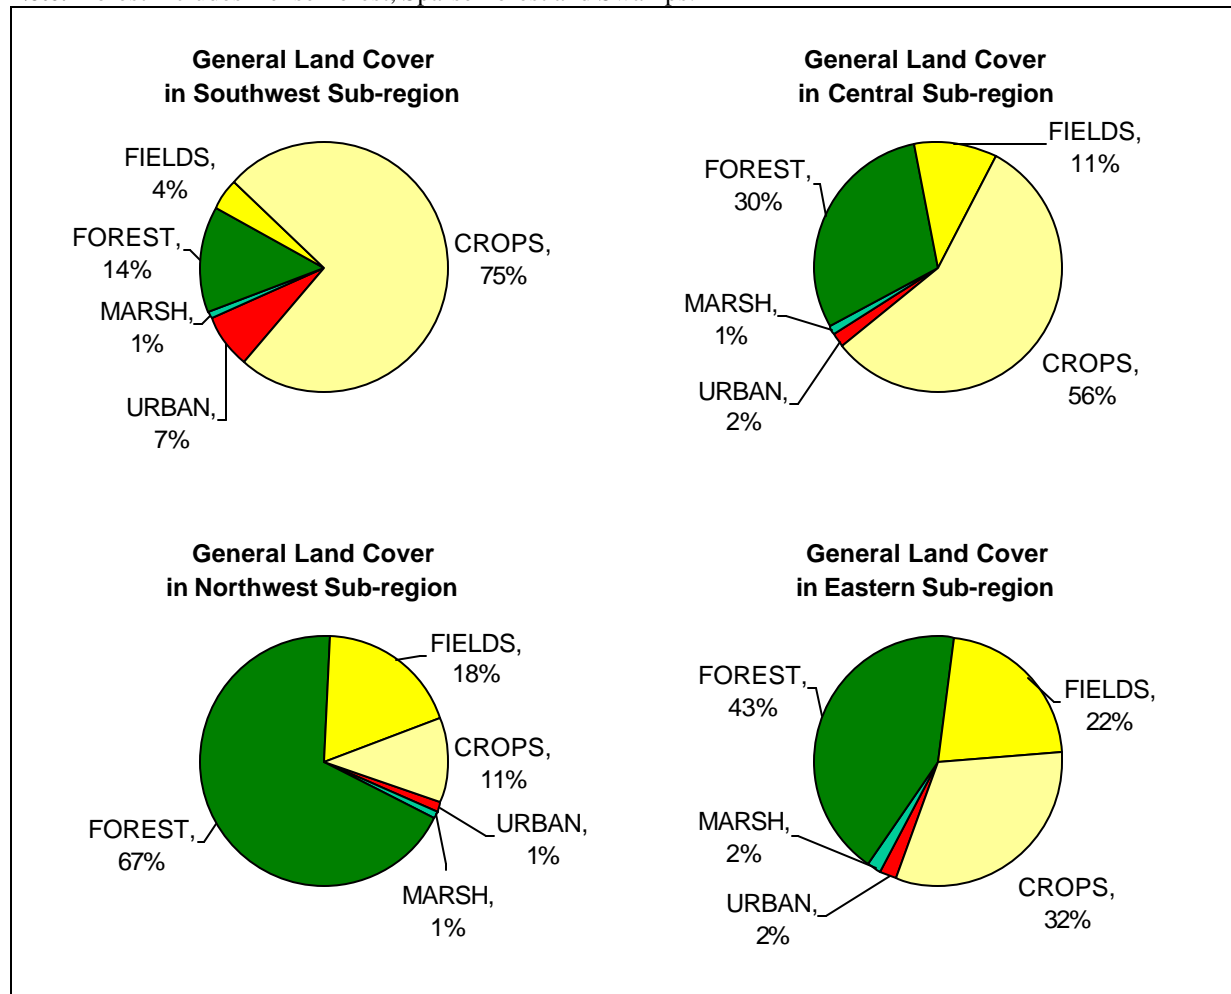 General Land Cover
in Southwest Sub-region
FIELDS,
4%
FOREST,
14%
MARSH,
1%
URBAN,
7%
CROPS,
75%
General Land Cover
in Central Sub-region
FIELDS,
11%
FOREST,
30%
MARSH,
1%
URBAN,
2%
CROPS,
56%
General Land Cover
in Northwest Sub-region
FIELDS,
18%
CROPS,
11%
URBAN,
1%
MARSH,
1%
FOREST,
67%
General Land Cover
in Eastern Sub-region
FOREST,
43%
FIELDS,
22%
MARSH,
2%
URBAN,
2%
CROPS,
32%